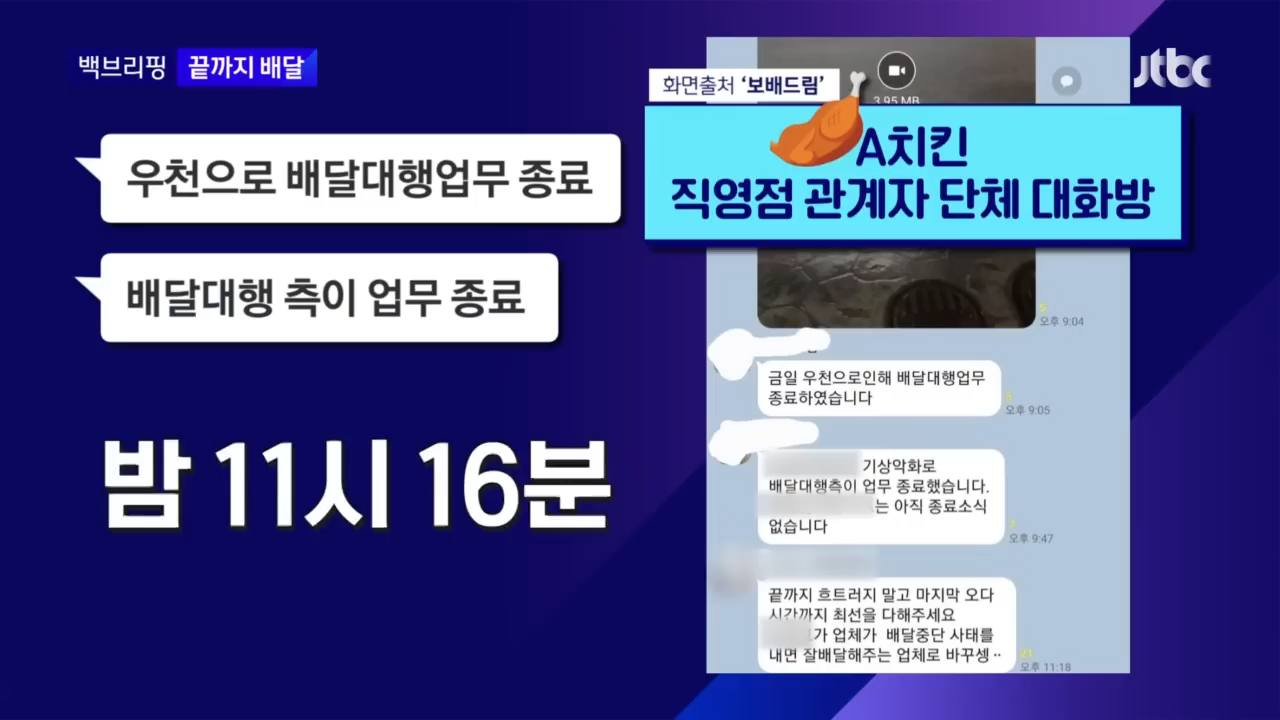 백브리핑 끝까지 배달
jtbc
화면출처 '보배드림'
3.95 MB
A치킨
직영점 관계자 단체 대화방
우천으로 배달대행업무 종료
배달대행 측이 업무 종료
밤 11시 16분
오후 9:04
금일 우천으로인해 배달대행업무
종료하였습니다
오후 9:05
기상악화로
배달대행측이 업무 종료했습니다.
는 아직 종료소식
없습니다
7
오후 9:47
끝까지 흐트러지 말고 마지막 오다
시간까지 최선을 다해주세요
가 업체가 배달중단 사태를
내면 잘배달해주는 업체로 바꾸셍..
21
오후 11:18